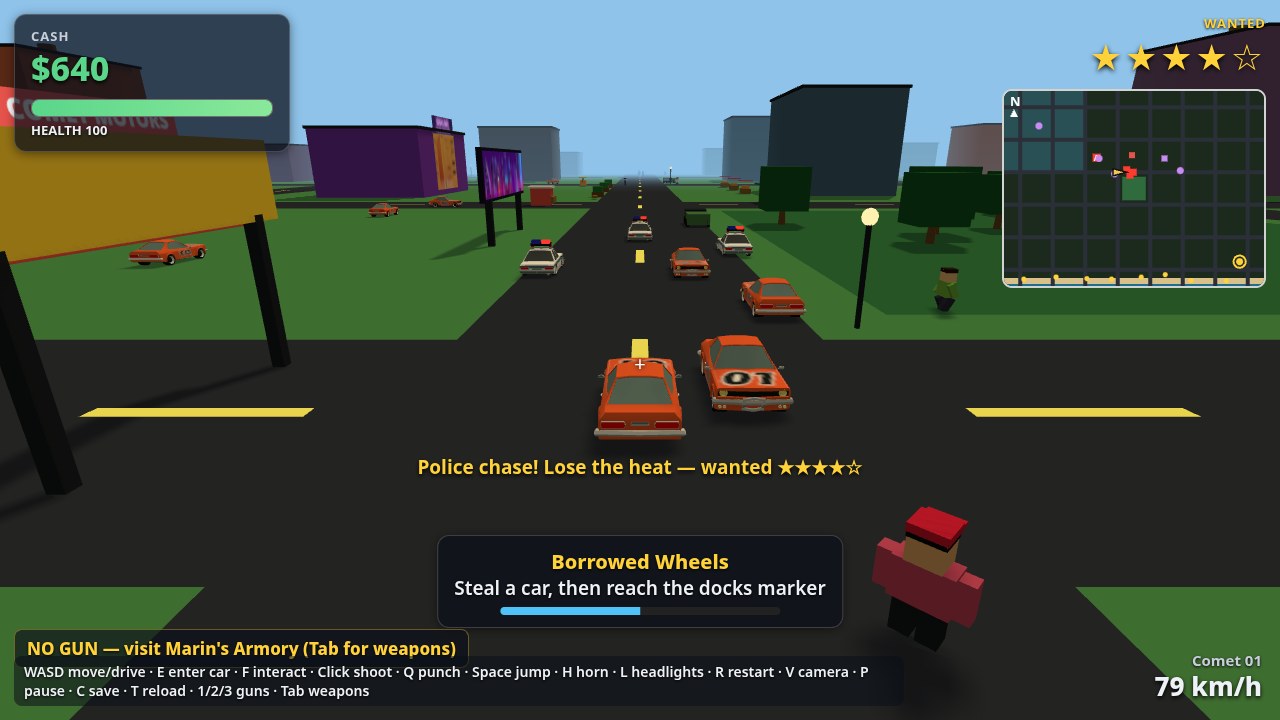 CASH
$640
HEALTH 100
WANTED
★★★★☆
N
COMET MOTORS
01
Police chase! Lose the heat — wanted ★★★★☆
Borrowed Wheels
Steal a car, then reach the docks marker
NO GUN — visit Marin's Armory (Tab for weapons)
WASD move/drive · E enter car · F interact · Click shoot · Q punch · Space jump · H horn · L headlights · R restart · V camera · P
pause · C save · T reload · 1/2/3 guns · Tab weapons
Comet 01
79 km/h